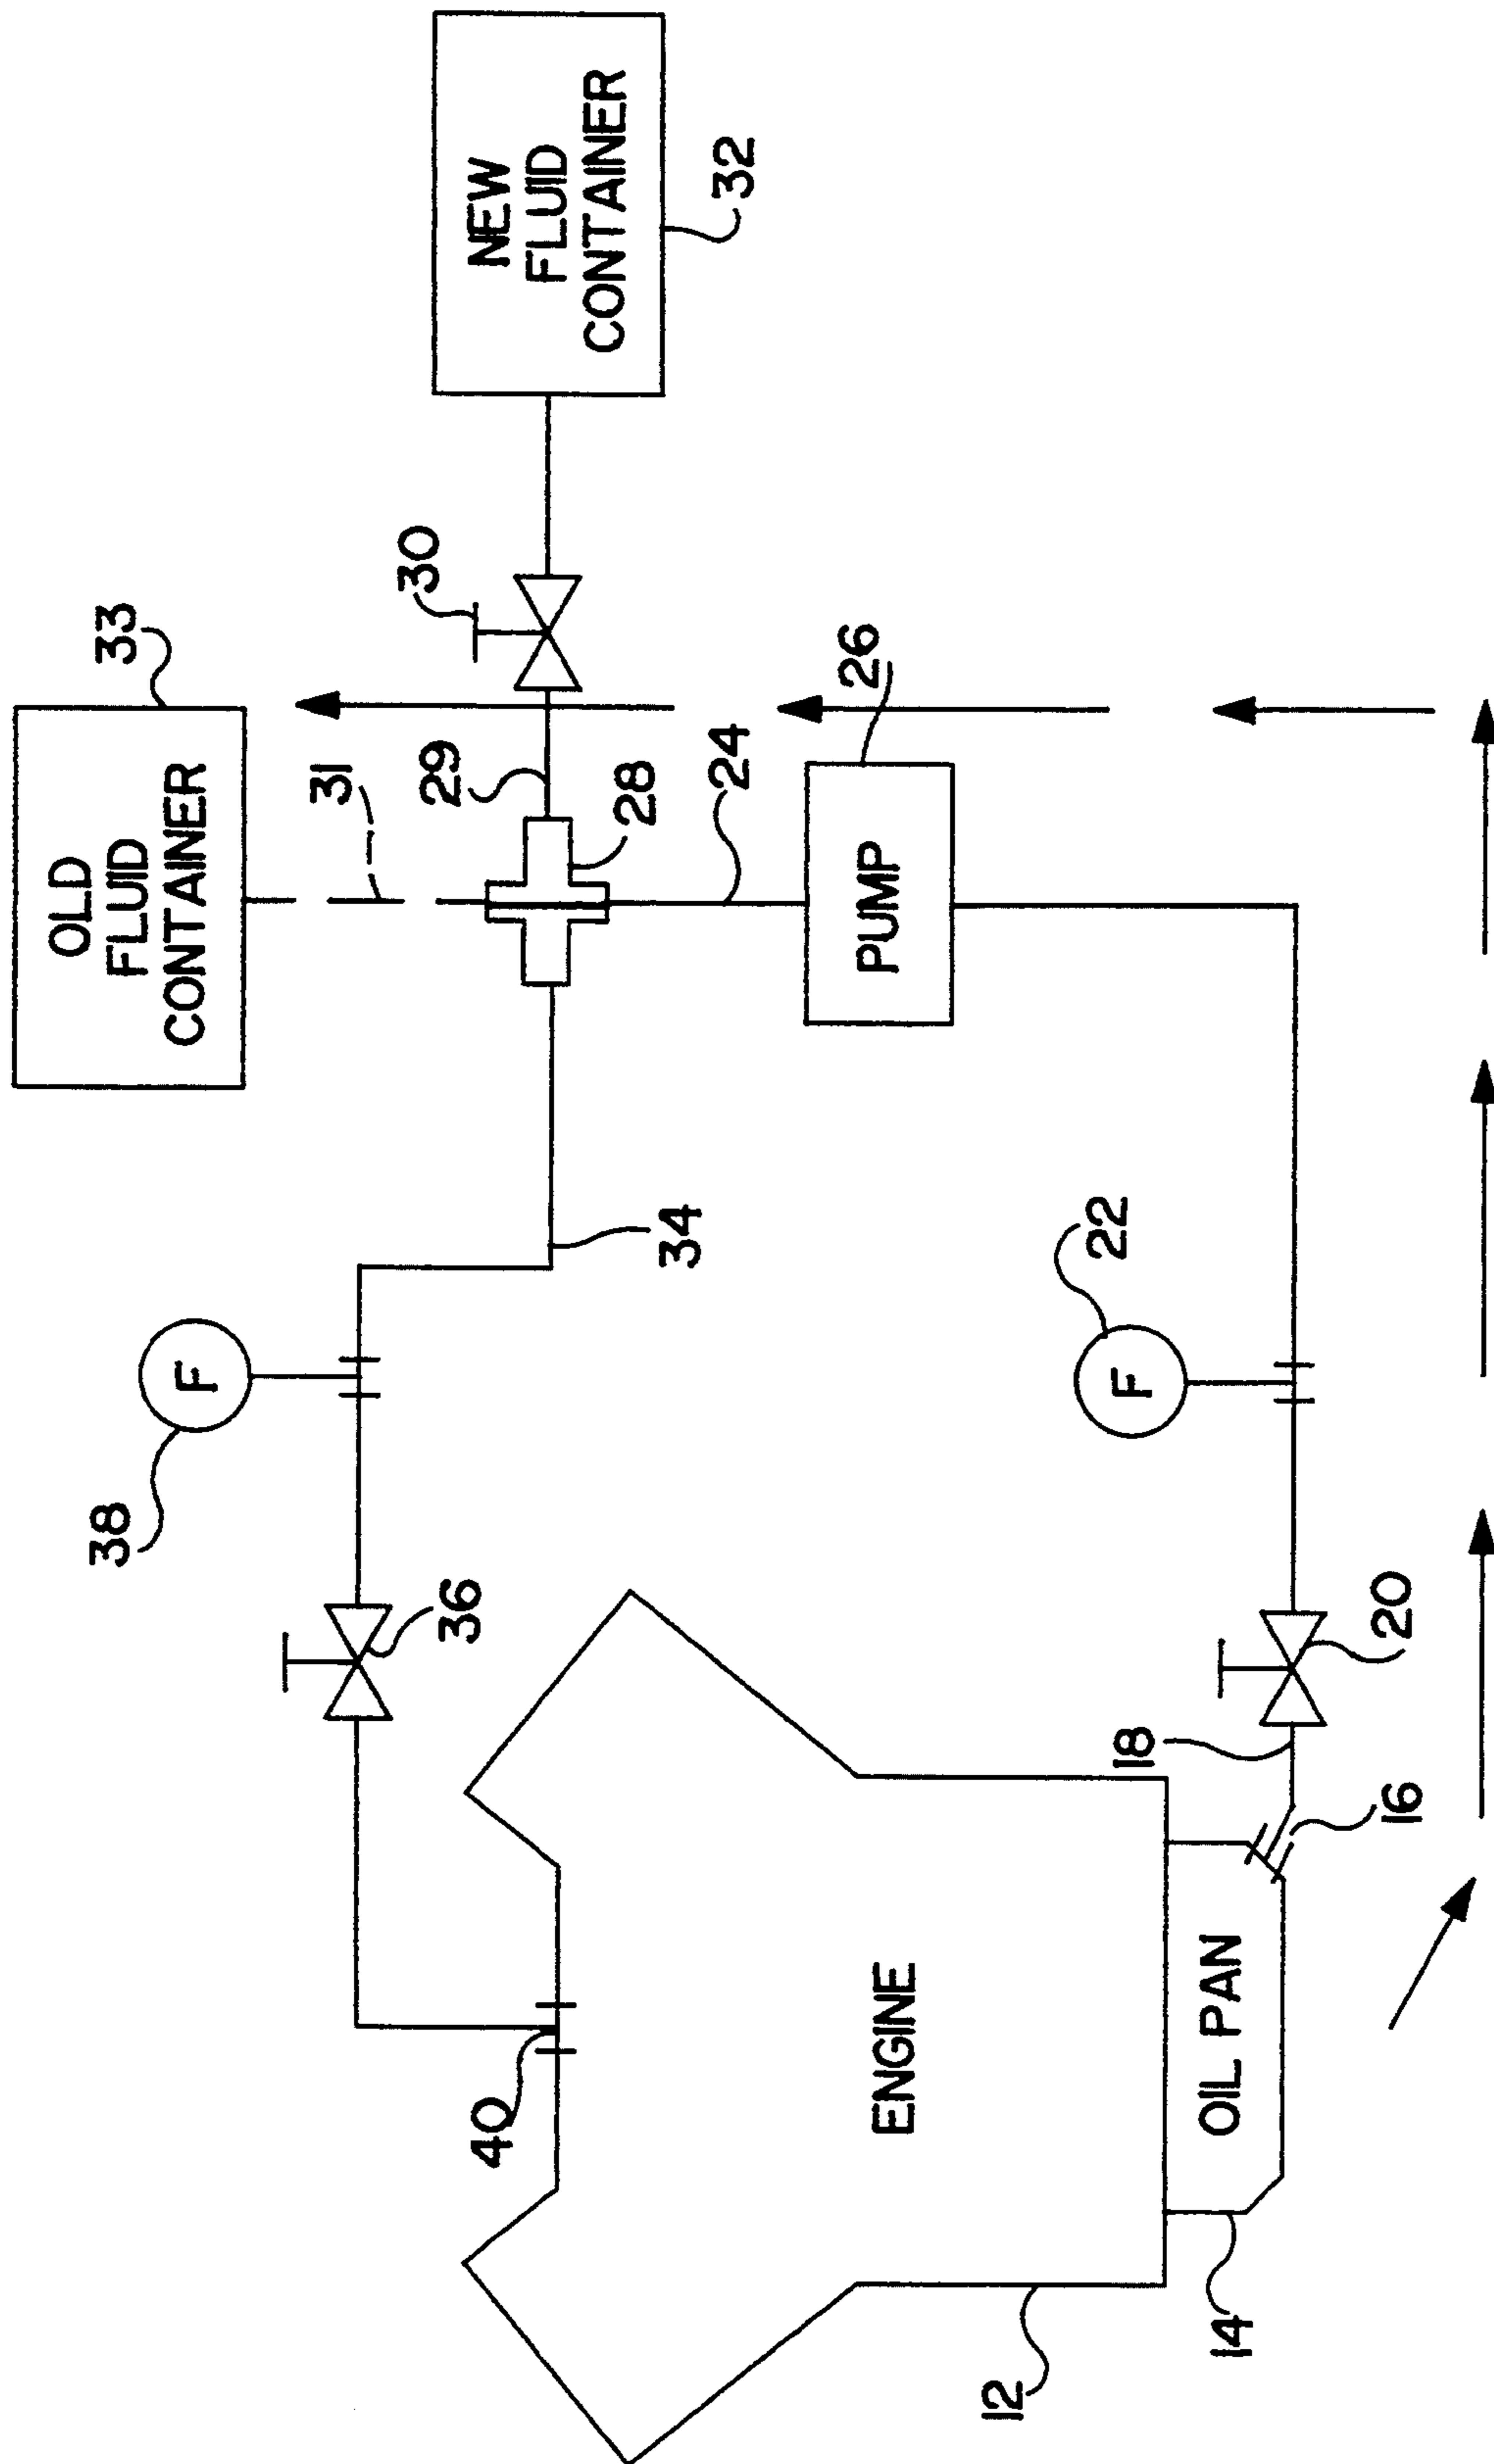 OLD
FLUID
CONTAINER
33
31
NEW
FLUID
CONTAINER
32
30
29
28
24
PUMP
26
34
38
F
36
40
ENGINE
12
OIL PAN
14
16
18
20
F
22